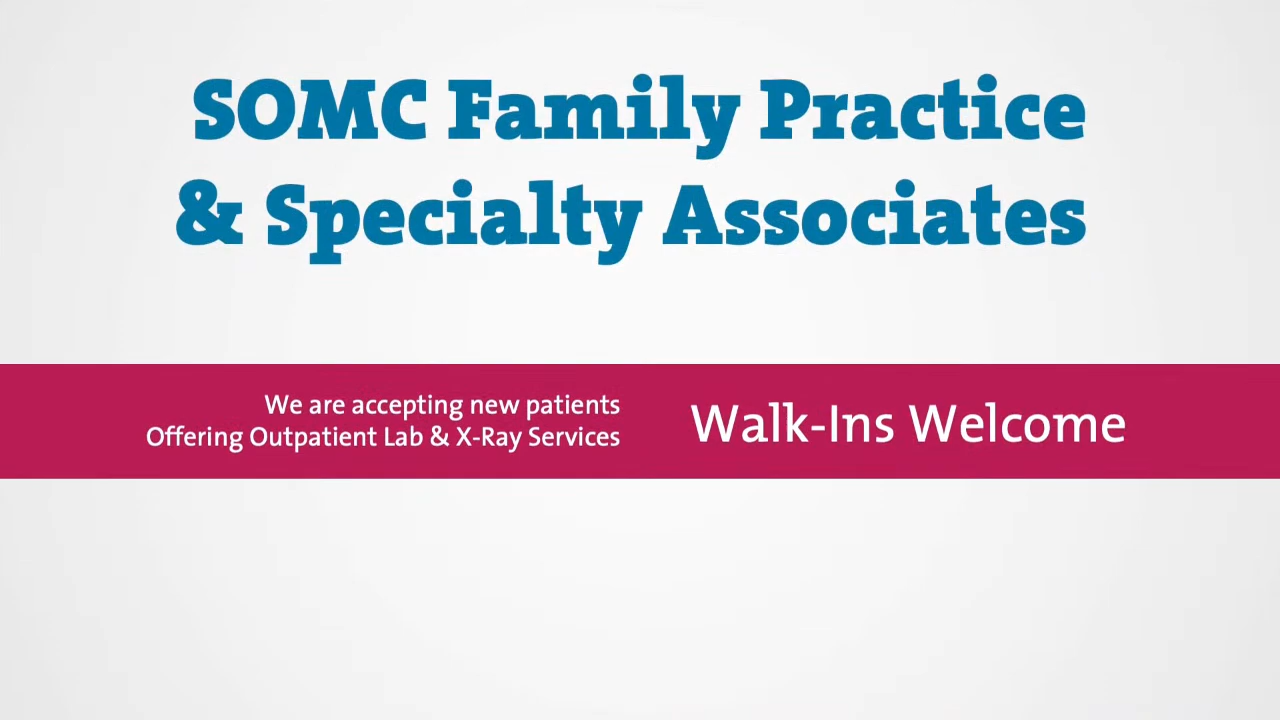 SOMC Family Practice
& Specialty Associates
We are accepting new patients
Offering Outpatient Lab & X-Ray Services
Walk-Ins Welcome